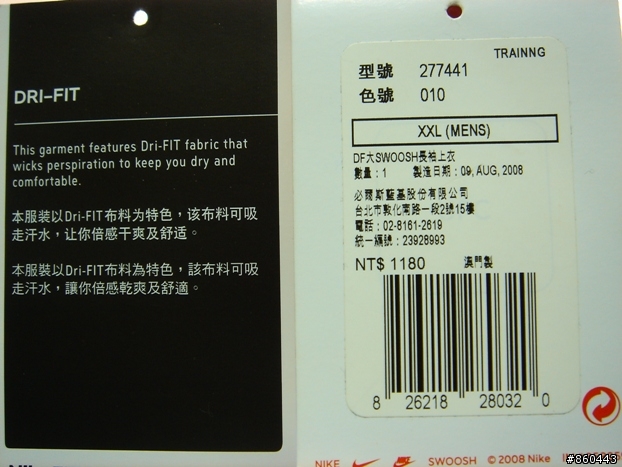 DRI-FIT
This garment features Dri-FIT fabric that
wicks perspiration to keep you dry and
comfortable.
本服装以Dri-FIT布料为特色，该布料可吸
走汗水，让你倍感干爽及舒适。
本服裝以Dri-FIT布料為特色，該布料可吸
走汗水，讓你倍感乾爽及舒適。
TRAINNG
型號 277441
色號 010
XXL (MENS)
DF大SWOOSH長袖上衣
數量：1 製造日期：09, AUG, 2008
必爾斯藍基股份有限公司
台北市敦化南路一段2號15樓
電話：02-8161-2619
統一編號：23928993
NT$ 1180 澳門製
8 26218 28032 0
NIKE SWOOSH ©2008 Nike
#860443